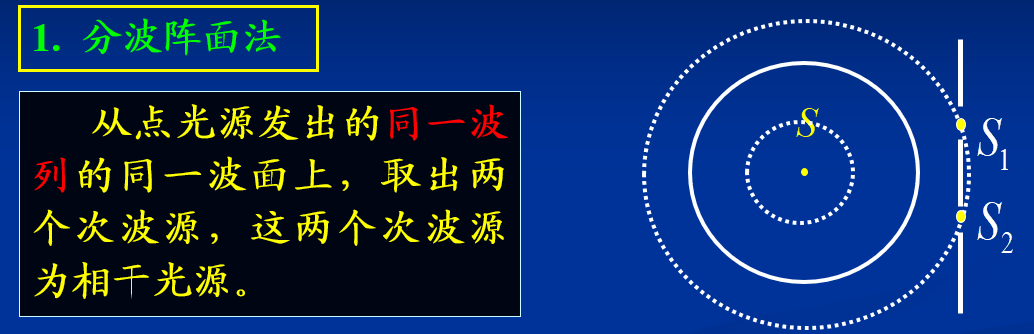 1. 分波阵面法
从点光源发出的同一波
列的同一波面上，取出两
个次波源，这两个次波源
为相干光源。
S
S₁
S₂